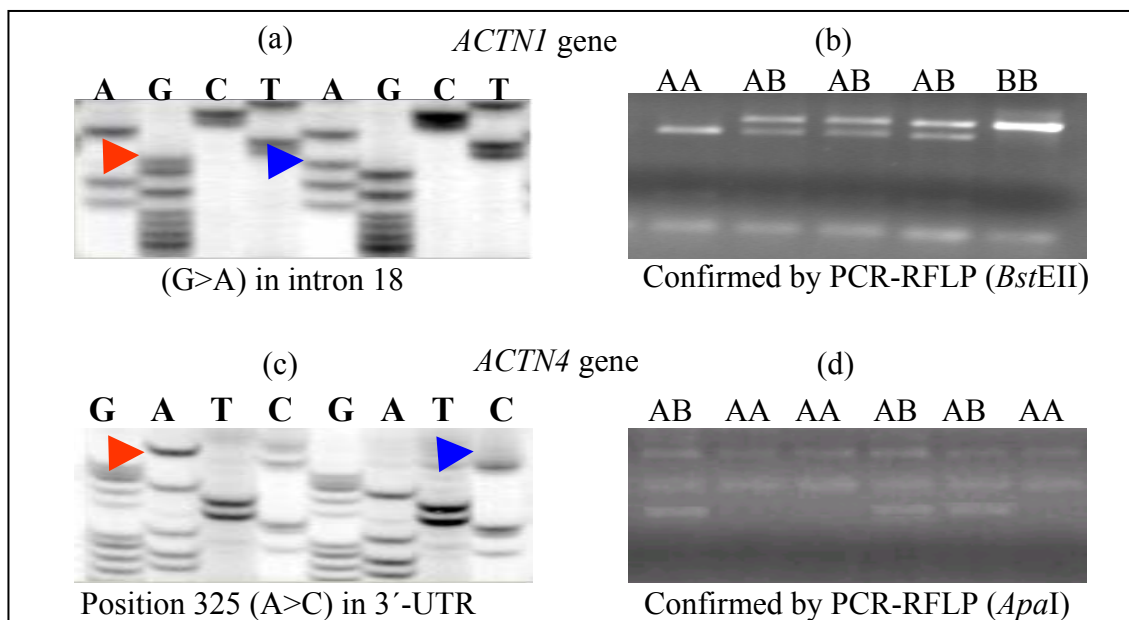 ACTN1 gene
(a)
(b)
A G C T A G C T
AA AB AB AB BB
(G>A) in intron 18
Confirmed by PCR-RFLP (BstEII)
ACTN4 gene
(c)
(d)
G A T C G A T C
AB AA AA AB AB AA
Position 325 (A>C) in 3´-UTR
Confirmed by PCR-RFLP (ApaI)